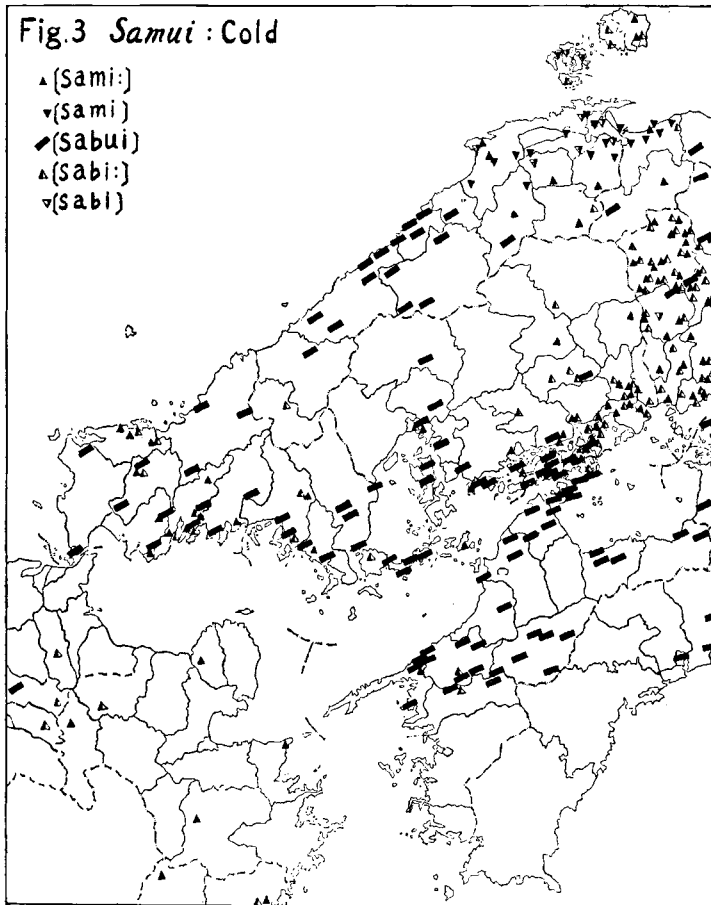 Fig.3 Samui : Cold
▲ [sami:]
▼ [sami]
▬ [sabui]
◮ [sabi:]
⧩ [sabi]